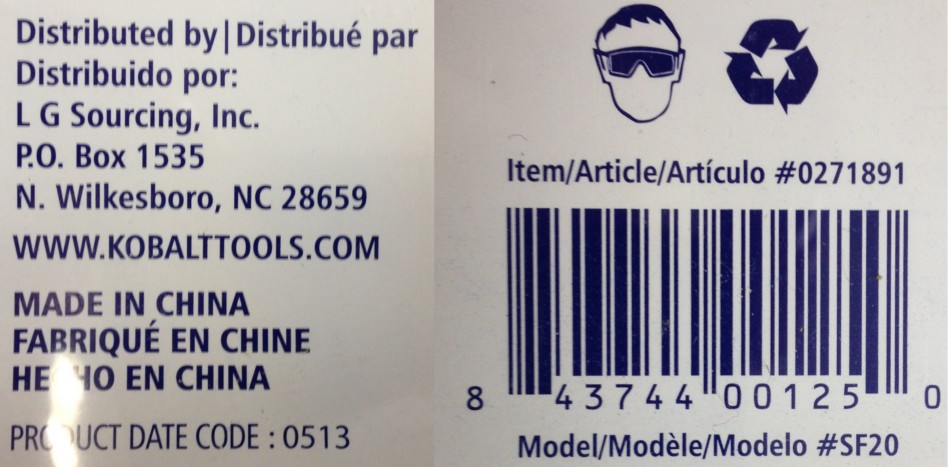 Distributed by|Distribué par
Distribuido por:
L G Sourcing, Inc.
P.O. Box 1535
N. Wilkesboro, NC 28659
WWW.KOBALTTOOLS.COM
MADE IN CHINA
FABRIQUÉ EN CHINE
HECHO EN CHINA
PRODUCT DATE CODE : 0513
Item/Article/Artículo #0271891
8 43744 00125 0
Model/Modèle/Modelo #SF20